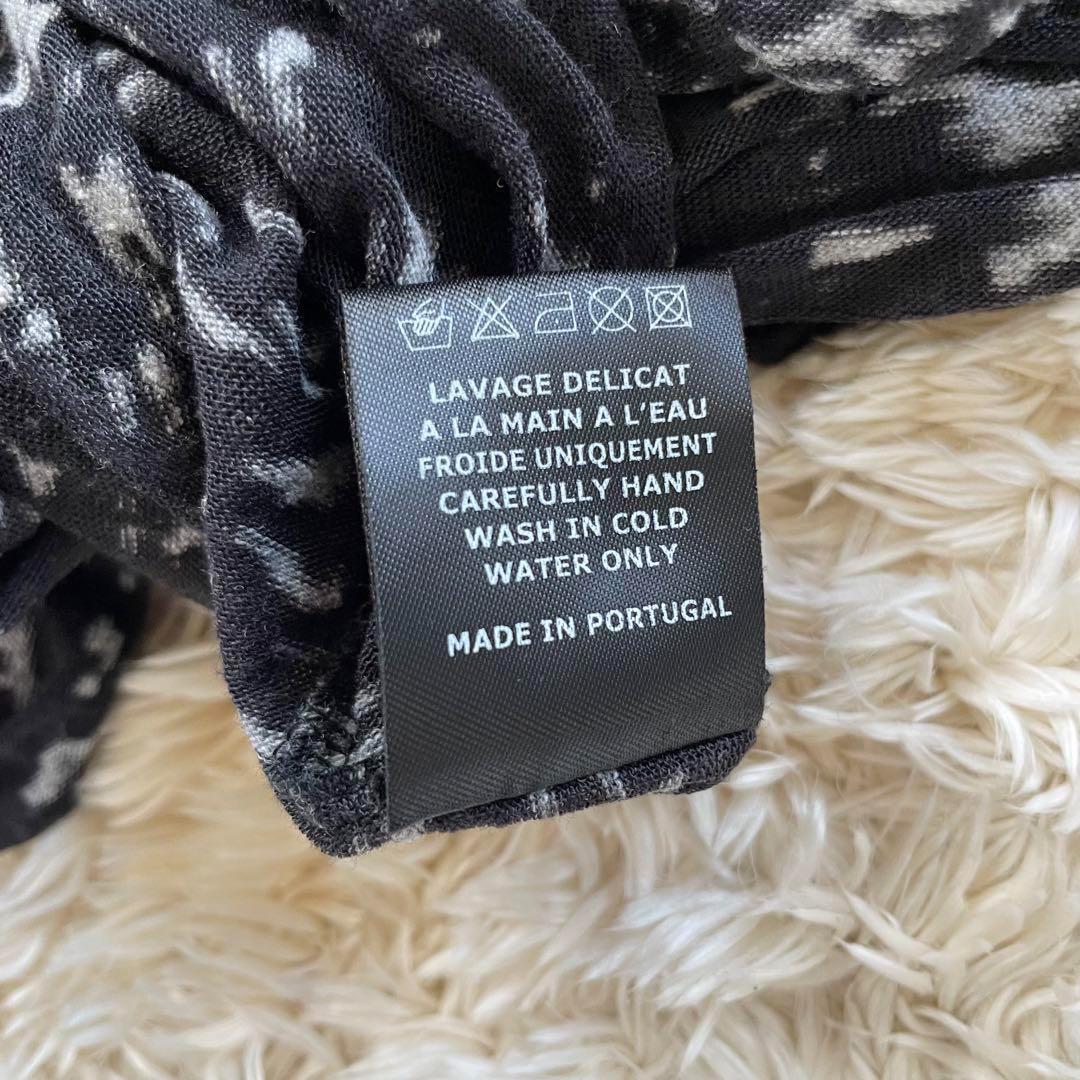 LAVAGE DELICAT
A LA MAIN A L'EAU
FROIDE UNIQUEMENT
CAREFULLY HAND
WASH IN COLD
WATER ONLY
MADE IN PORTUGAL